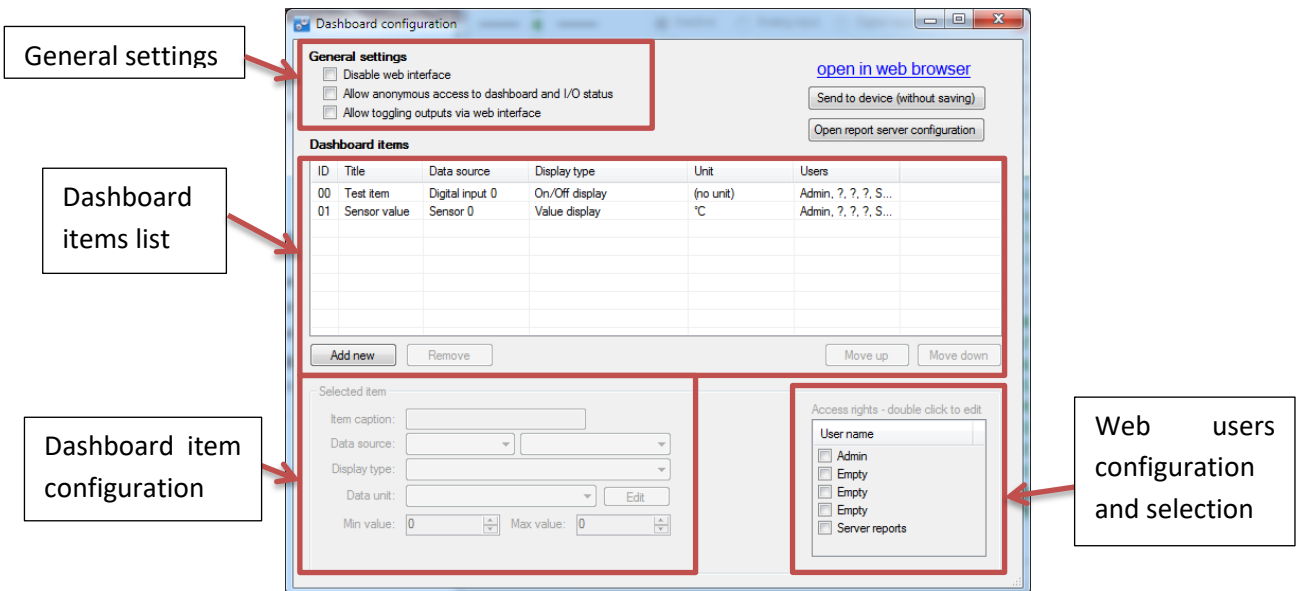 Dashboard configuration
General settings
General settings
Disable web interface
Allow anonymous access to dashboard and I/O status
Allow toggling outputs via web interface
open in web browser
Send to device (without saving)
Open report server configuration
Dashboard items
Dashboard
items list
ID Title Data source Display type Unit Users
00 Test item Digital input 0 On/Off display (no unit) Admin, ?, ?, ?, S...
01 Sensor value Sensor 0 Value display °C Admin, ?, ?, ?, S...
Add new Remove Move up Move down
Dashboard item
configuration
Selected item
Item caption:
Data source:
Display type:
Data unit: Edit
Min value: 0 Max value: 0
Access rights - double click to edit
User name
Admin
Empty
Empty
Empty
Server reports
Web users
configuration
and selection